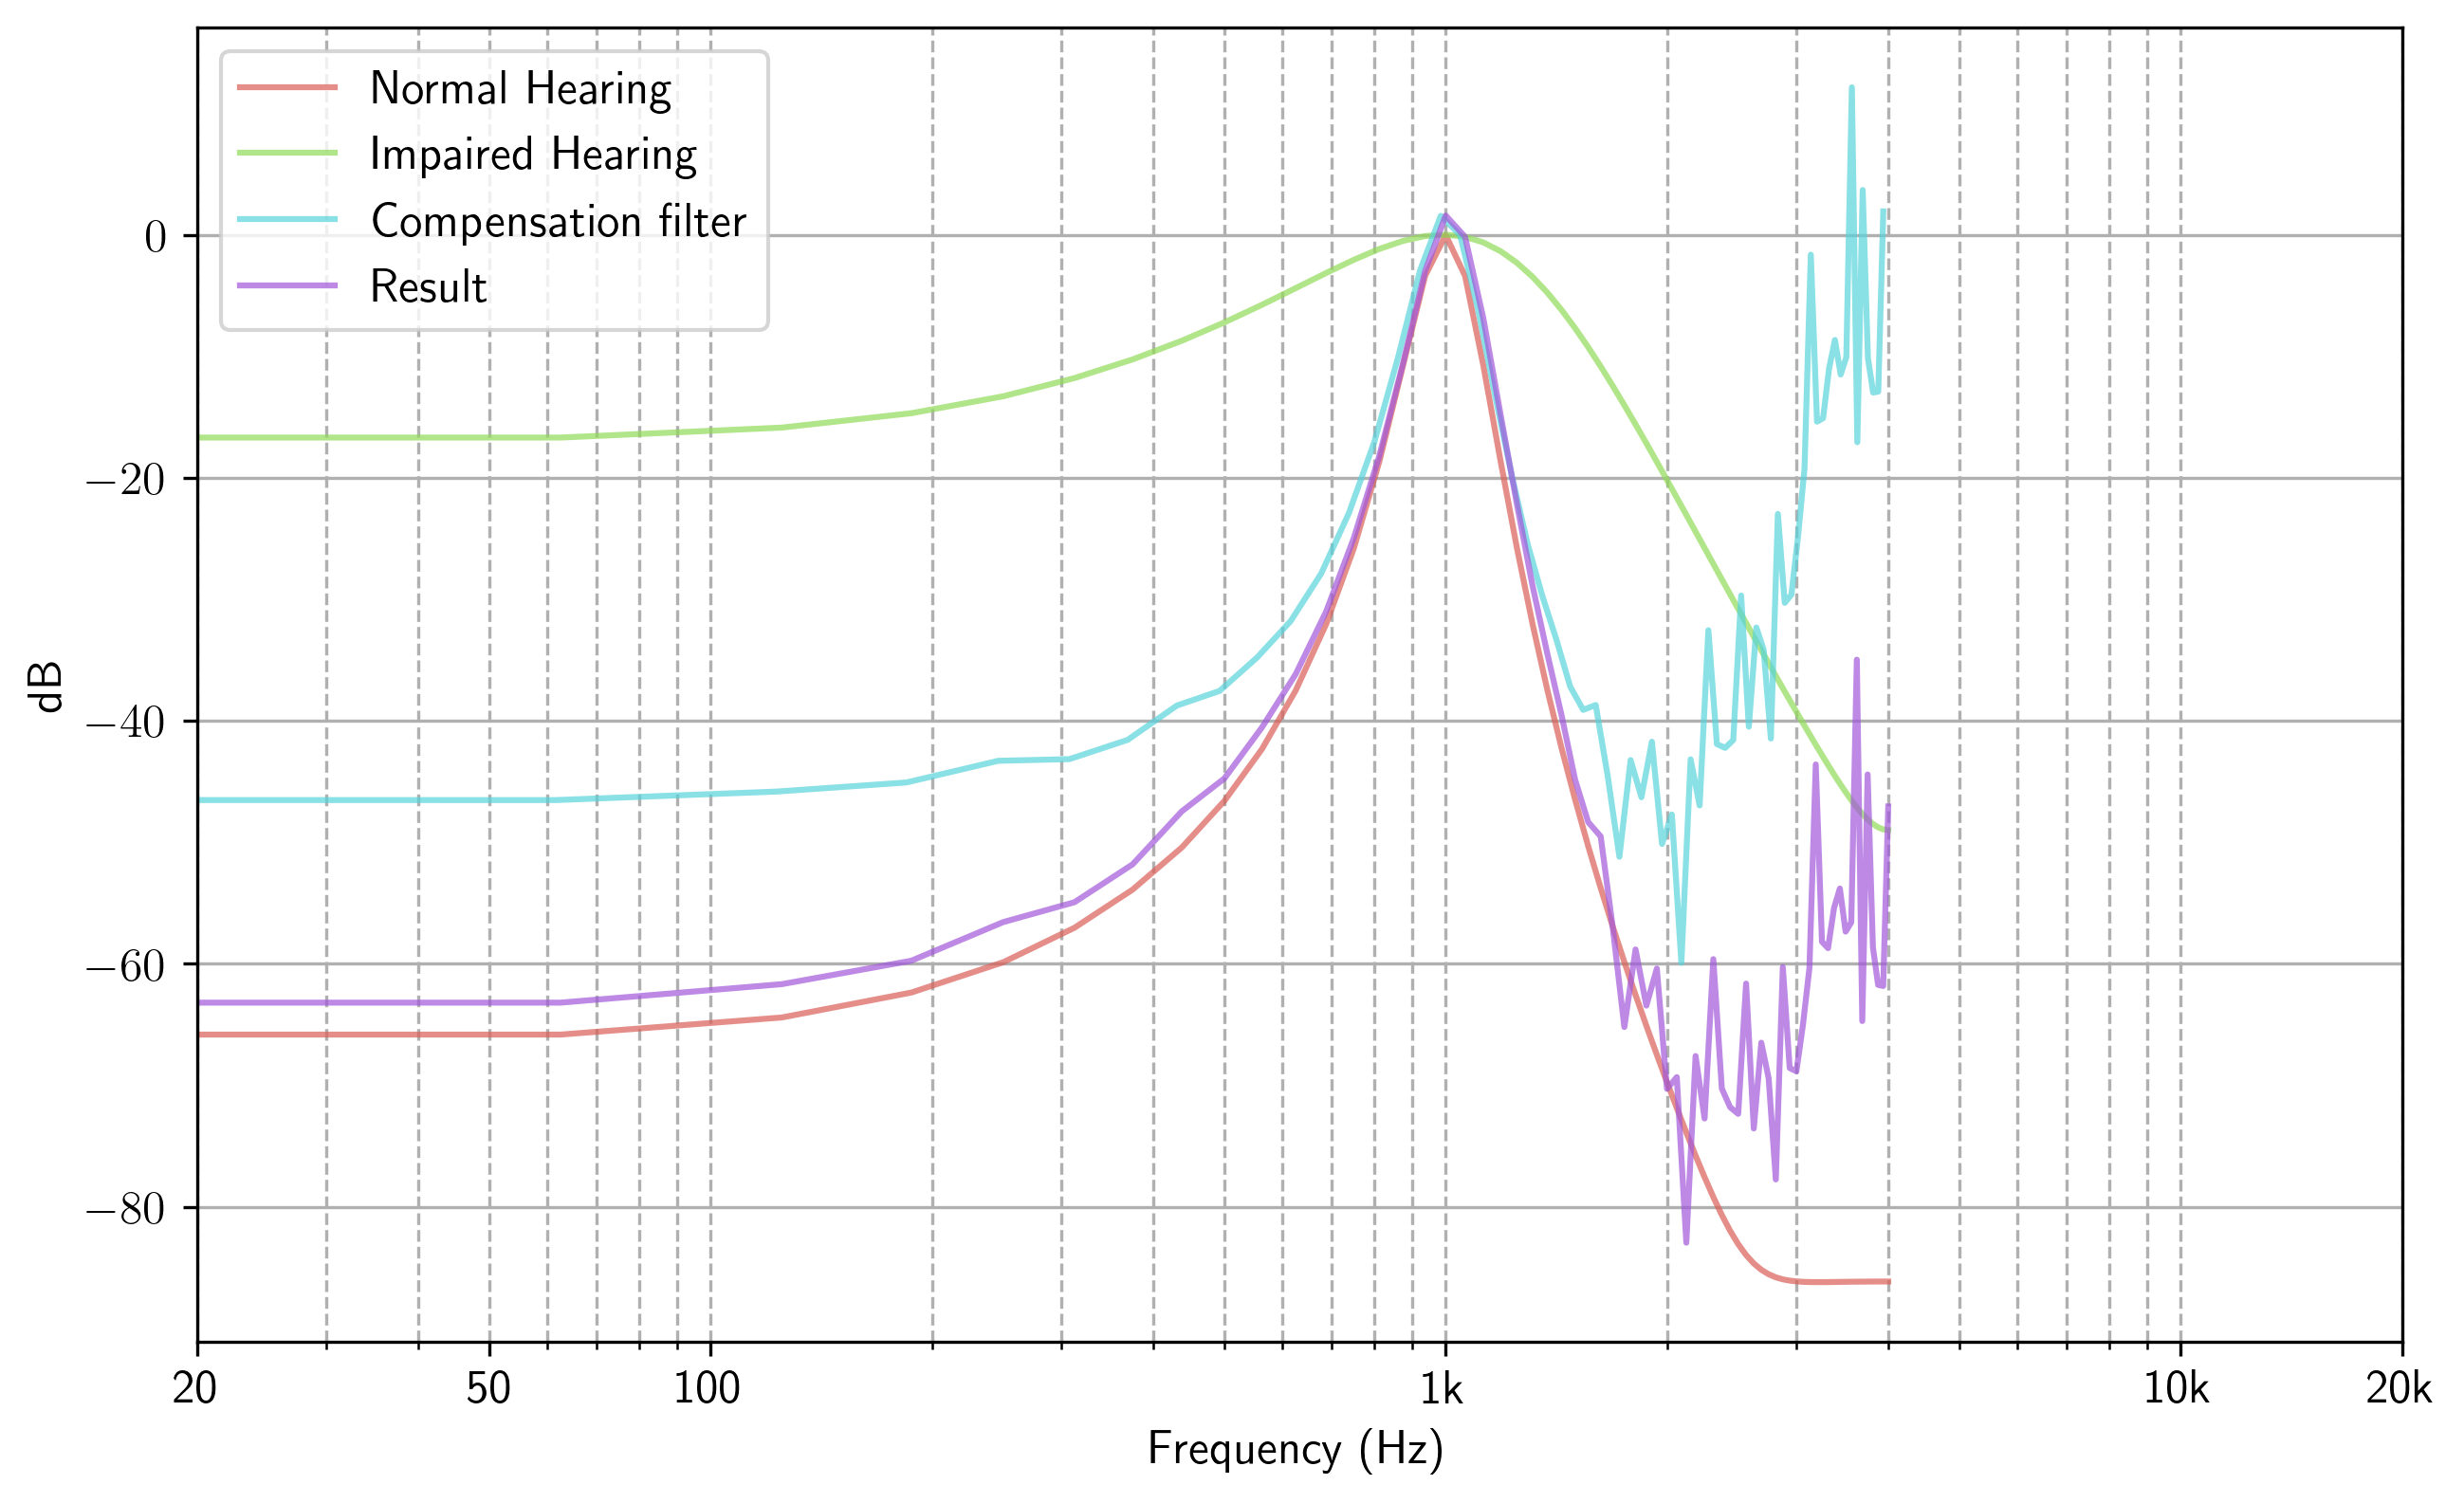 Normal Hearing
Impaired Hearing
Compensation filter
Result
0
−20
−40
−60
−80
dB
20 50 100 1k 10k 20k
Frequency (Hz)